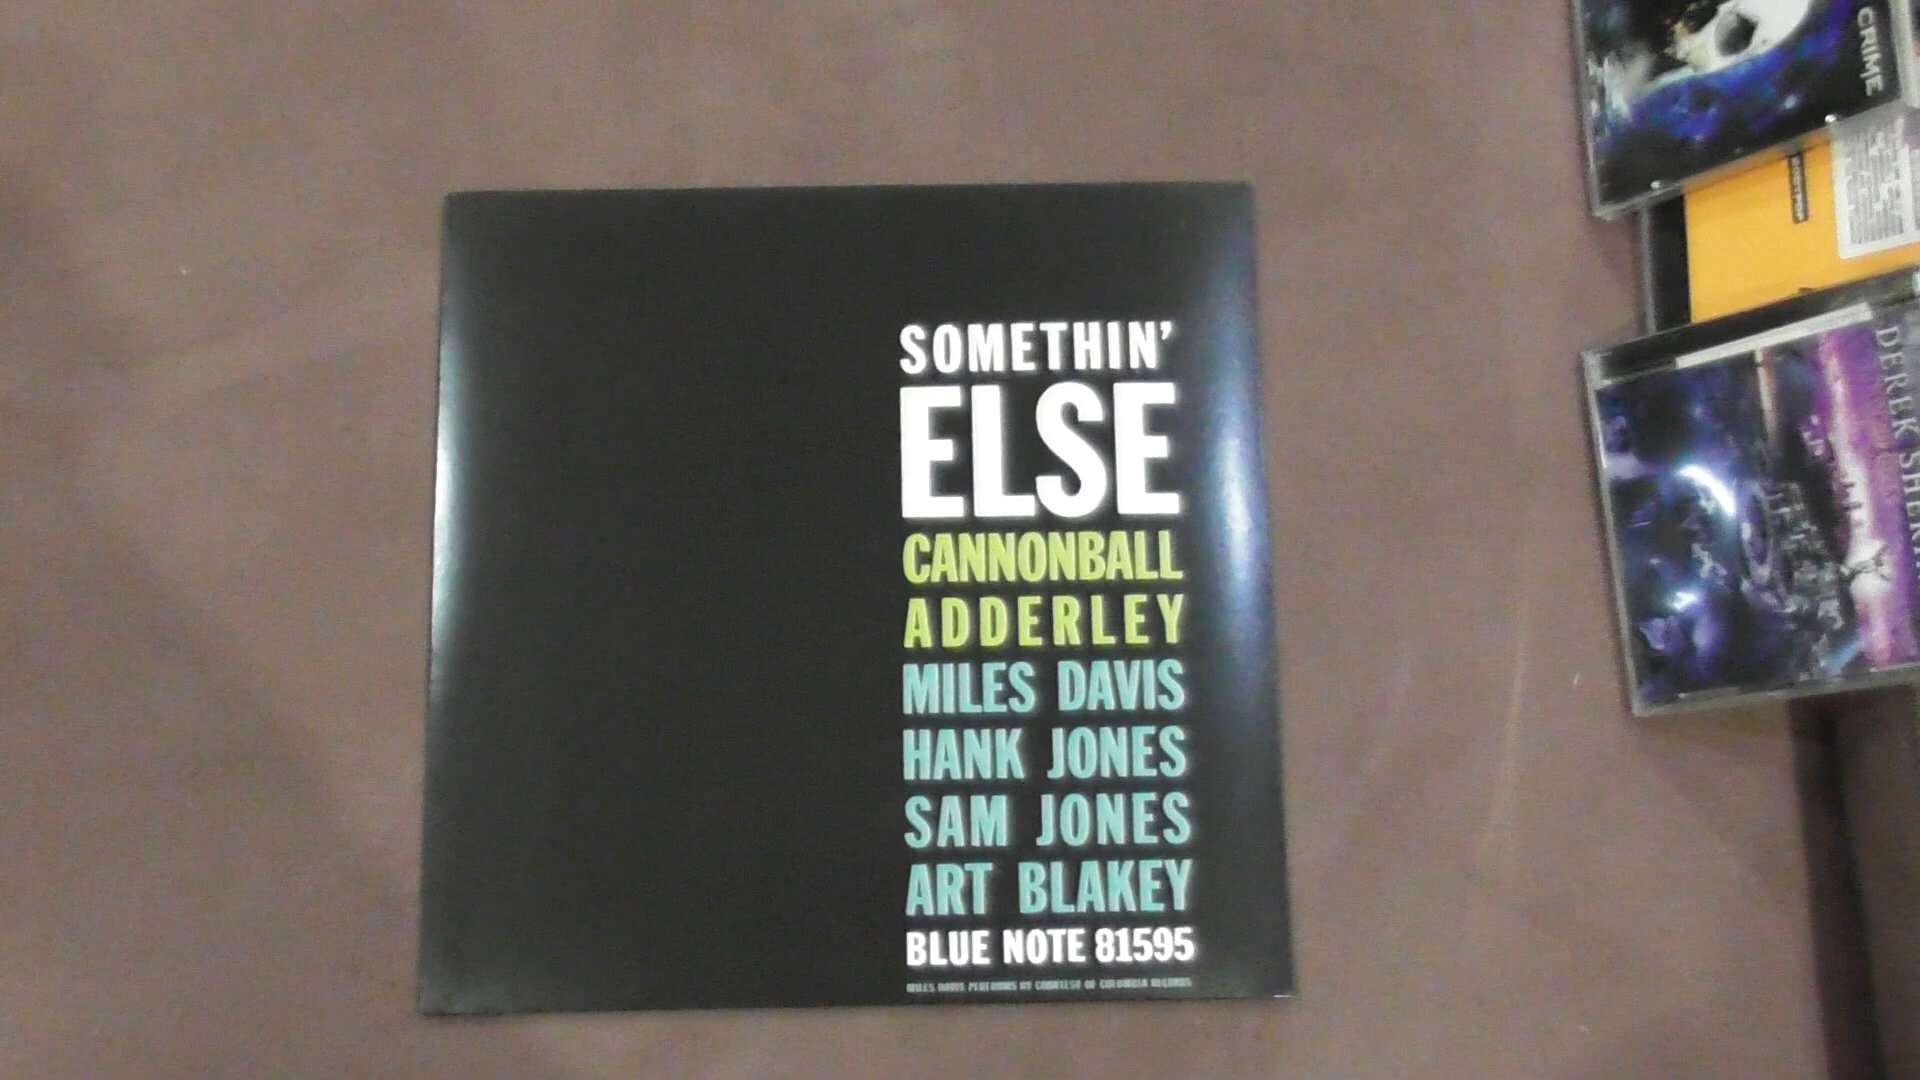 SOMETHIN'
ELSE
CANNONBALL
ADDERLEY
MILES DAVIS
HANK JONES
SAM JONES
ART BLAKEY
BLUE NOTE 81595
MILES DAVIS PERFORMS BY COURTESY OF COLUMBIA RECORDS
CRIME
DEREK